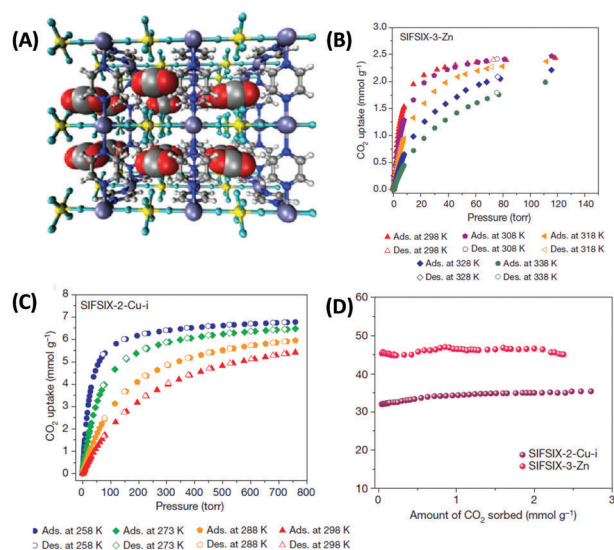 (A)
(B)
SIFSIX-3-Zn
3.0
2.5
2.0
1.5
1.0
0.5
0.0
CO2 uptake (mmol g⁻¹)
0 20 40 60 80 100 120
Pressure (torr)
Ads. at 298 K Ads. at 308 K Ads. at 318 K
Des. at 298 K Des. at 308 K Des. at 318 K
Ads. at 328 K Ads. at 338 K
Des. at 328 K Des. at 338 K
(C)
SIFSIX-2-Cu-i
8
7
6
5
4
3
2
1
0
CO₂ uptake (mmol g⁻¹)
0 100 200 300 400 500 600 700 800
Pressure (torr)
Ads. at 258 K Ads. at 273 K Ads. at 288 K Ads. at 298 K
Des. at 258 K Des. at 273 K Des. at 288 K Des. at 298 K
(D)
60
50
40
30
20
10
SIFSIX-2-Cu-i
SIFSIX-3-Zn
0 1 2
Amount of CO₂ sorbed (mmol g⁻¹)